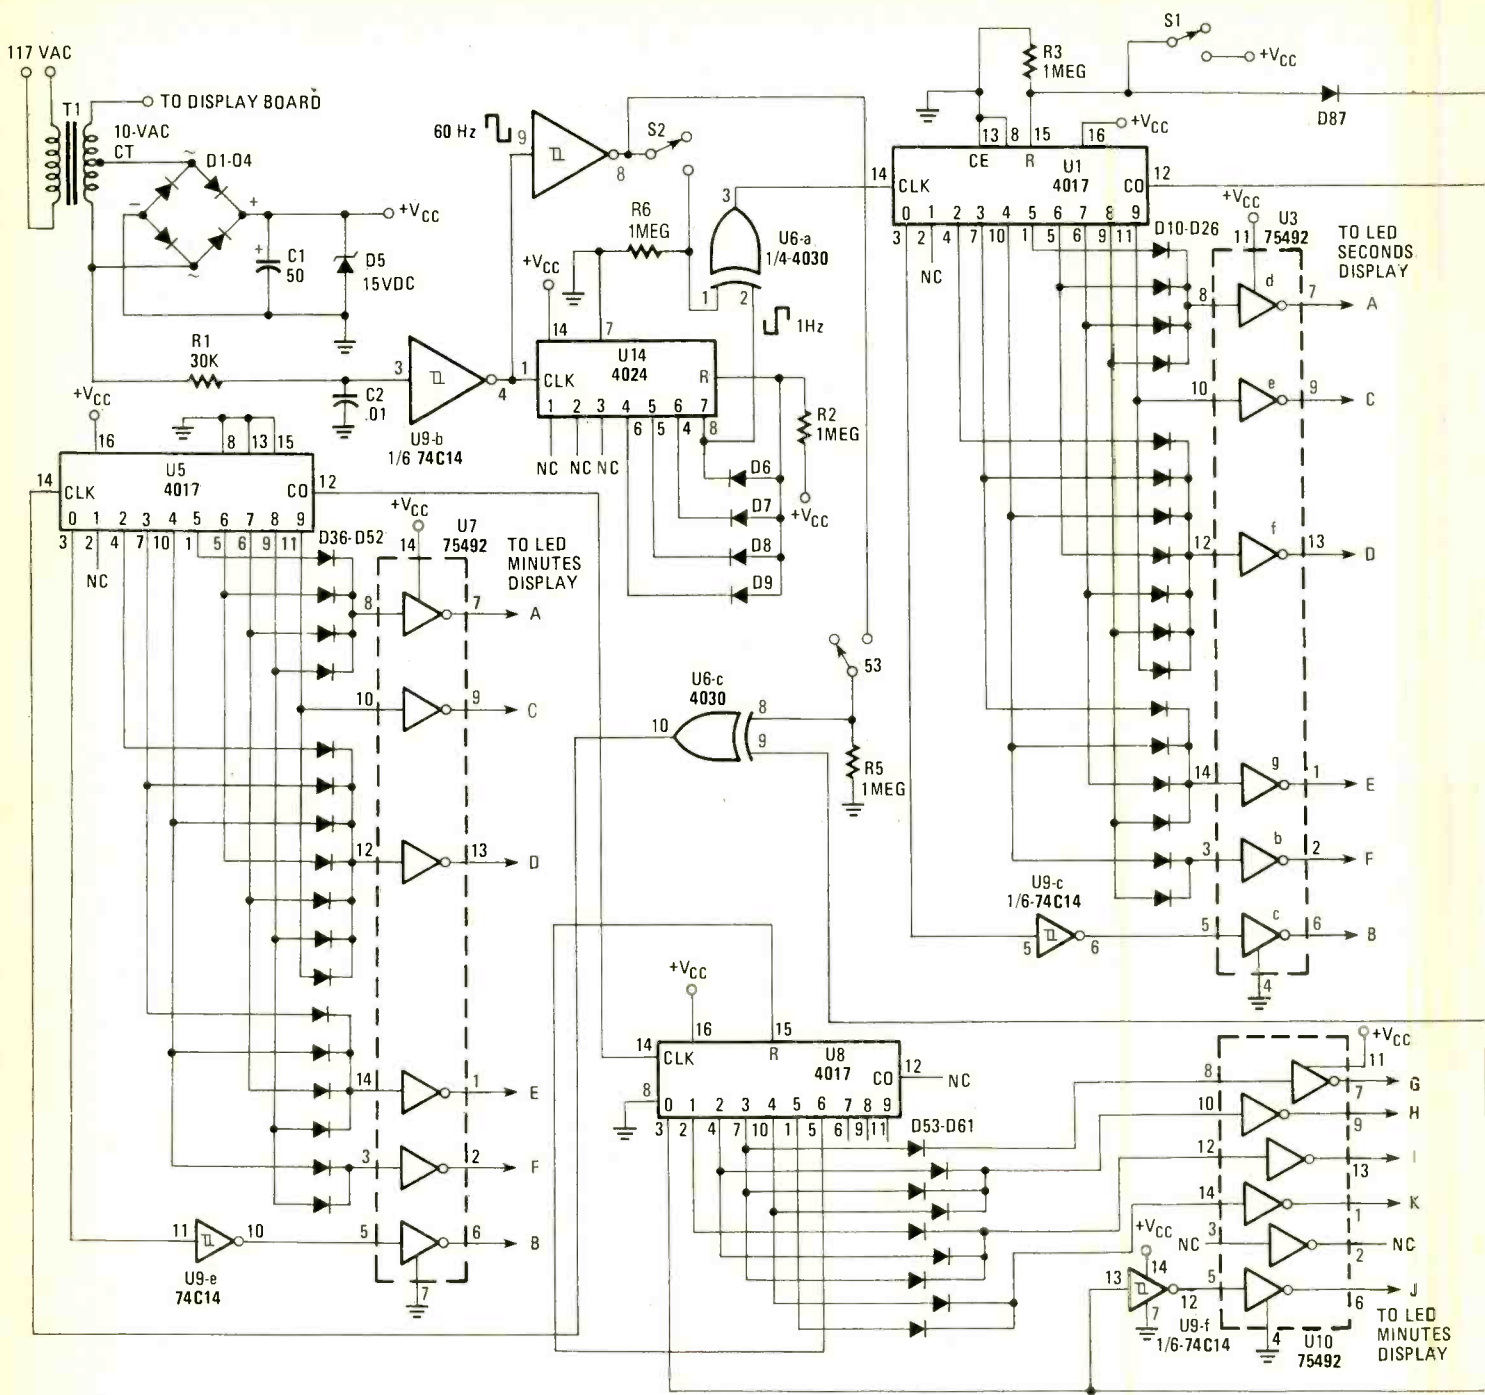 117 VAC
T1
TO DISPLAY BOARD
10-VAC
CT
~
D1-D4
-
+
+VCC
+
C1
50
D5
15VDC
~
R1
30K
C2
.01
3
4
U9-b
1/6 74C14
60 Hz
9
8
S2
R6
1MEG
+VCC
14
7
U14
4024
1
CLK
R
1 2 3 4 5 6 7
6 5 4 8
NC NC NC
D6
D7
D8
D9
R2
1MEG
+VCC
3
U6-a
1/4-4030
1 2
1Hz
S1
+VCC
R3
1MEG
D87
13 8 15 16
+VCC
CE R U1
4017
14
CLK
CO
12
0 1 2 3 4 5 6 7 8 9
3 2 4 7 10 1 5 6 9 11
NC
D10-D26
+VCC
11
U3
75492
TO LED
SECONDS
DISPLAY
8 d 7 A
10 e 9 C
12 f 13 D
14 g 1 E
3 b 2 F
5 c 6 B
4
U9-c
1/6-74C14
5 6
+VCC
16
8 13 15
U5
4017
14
CLK
CO
12
0 1 2 3 4 5 6 7 8 9
3 2 4 7 10 1 5 6 9 11
NC
D36-D52
+VCC
14
U7
75492
TO LED
MINUTES
DISPLAY
8 7 A
10 9 C
12 13 D
14 1 E
3 2 F
5 6 B
7
11 10
U9-e
74C14
53
U6-c
4030
10
8
9
R5
1MEG
+VCC
16
15
14
CLK
R
U8
4017
CO
12
NC
8
0 1 2 3 4 5 6 7 8 9
3 2 4 7 10 1 5 6 9 11
D53-D61
+VCC
11
8 7 G
10 9 H
12 13 I
14 1 K
NC 3 2 NC
5 6 J
4
+VCC
14
13
12
7
U9-f
1/6-74C14
U10
75492
TO LED
MINUTES
DISPLAY